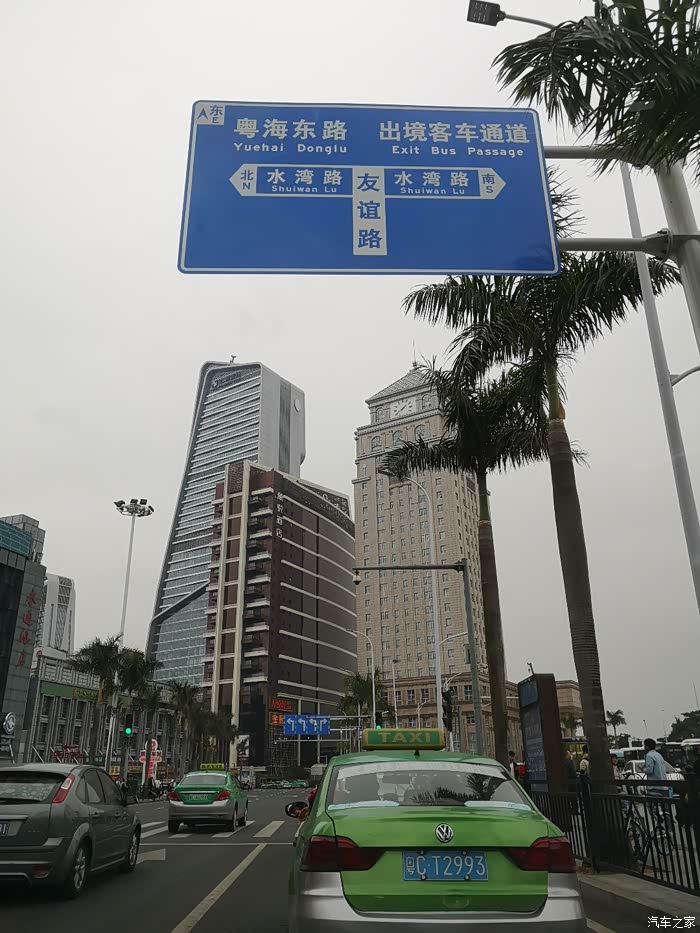 东
E
粤海东路 出境客车通道
Yuehai Donglu Exit Bus Passage
北 水湾路 友谊路 水湾路 南
N Shuiwan Lu Shuiwan Lu S
酒店
TAXI
粤C·T2993
汽车之家